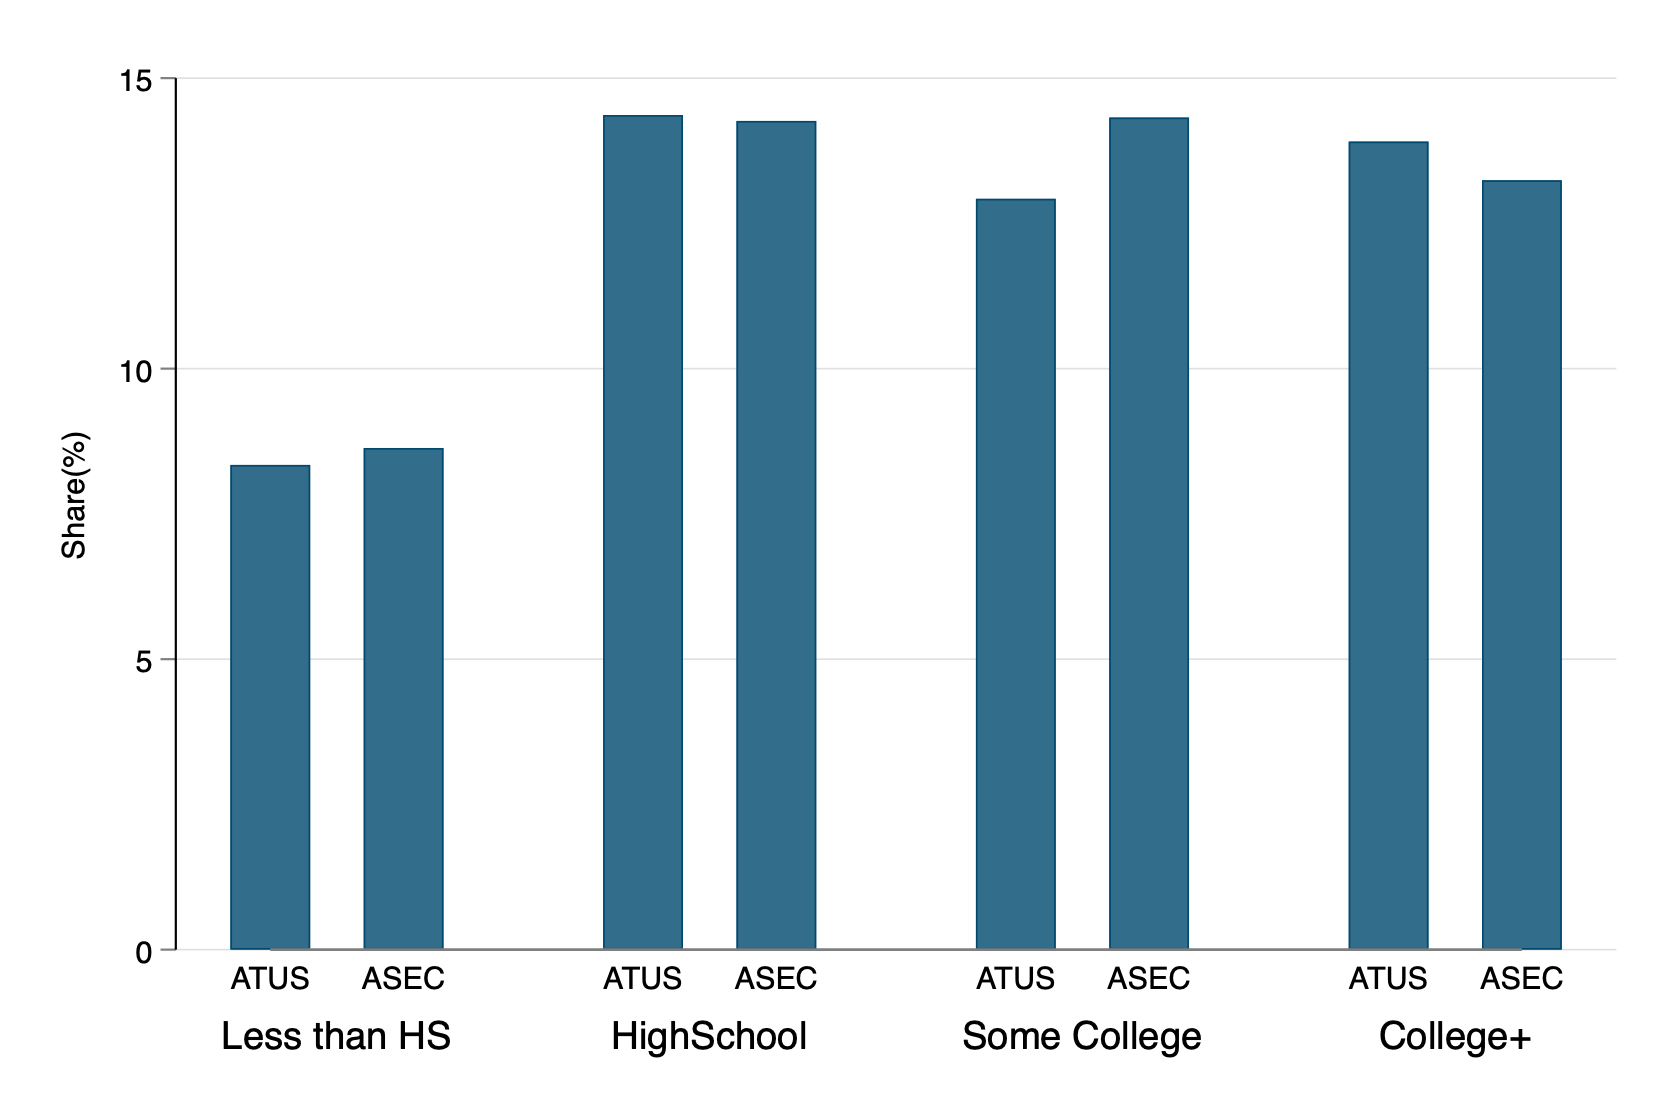 15
10
5
0
Share(%)
ATUS ASEC ATUS ASEC ATUS ASEC ATUS ASEC
Less than HS HighSchool Some College College+